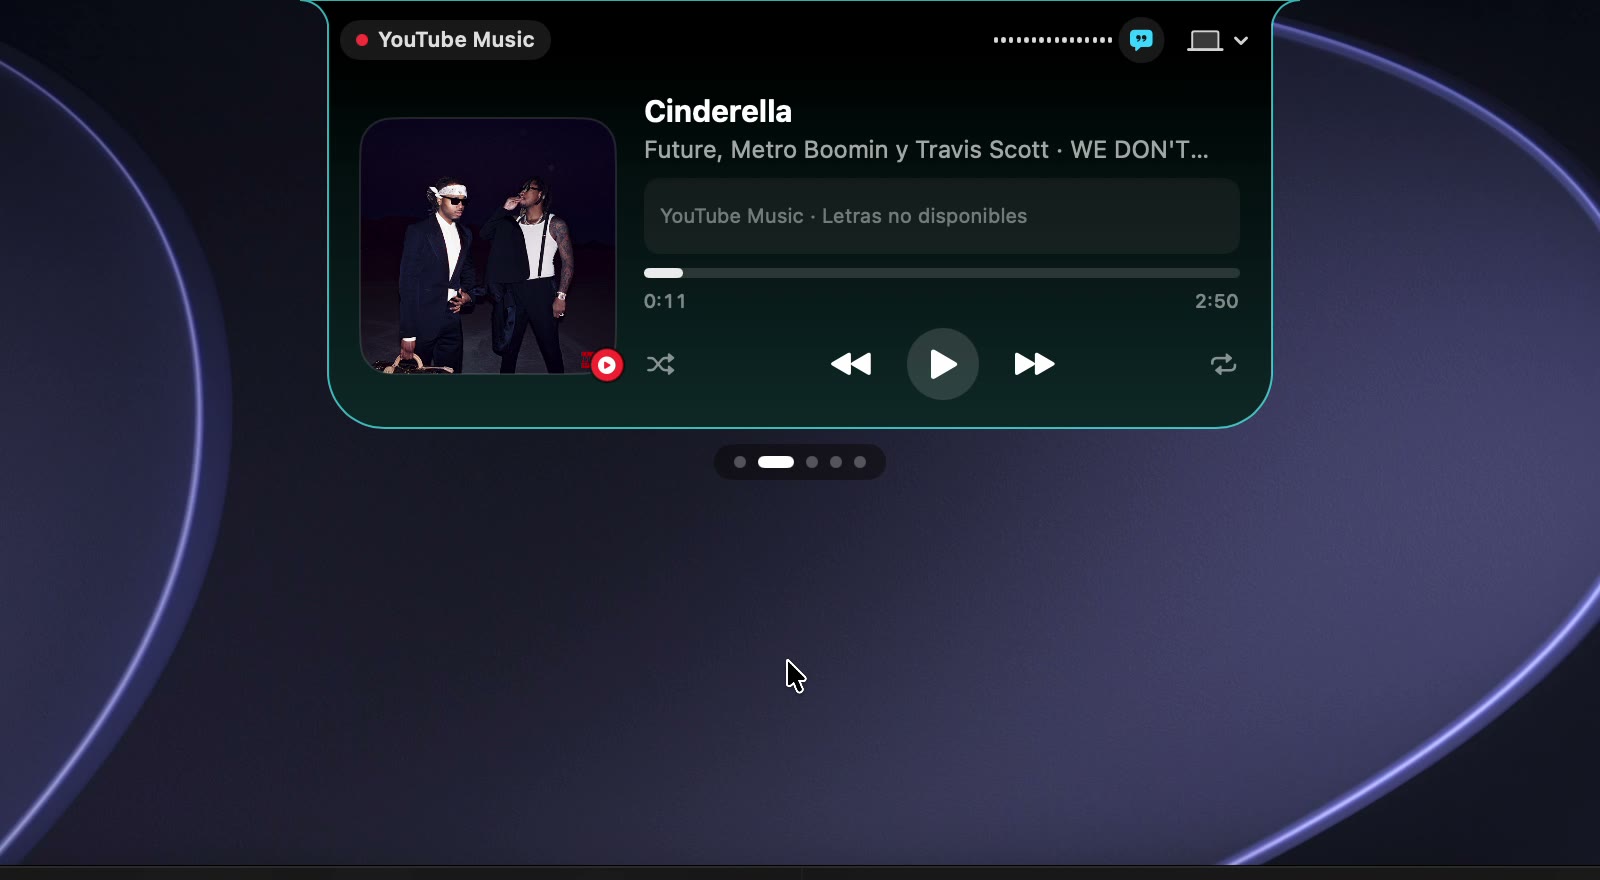 YouTube Music
Cinderella
Future, Metro Boomin y Travis Scott · WE DON'T...
YouTube Music · Letras no disponibles
0:11
2:50